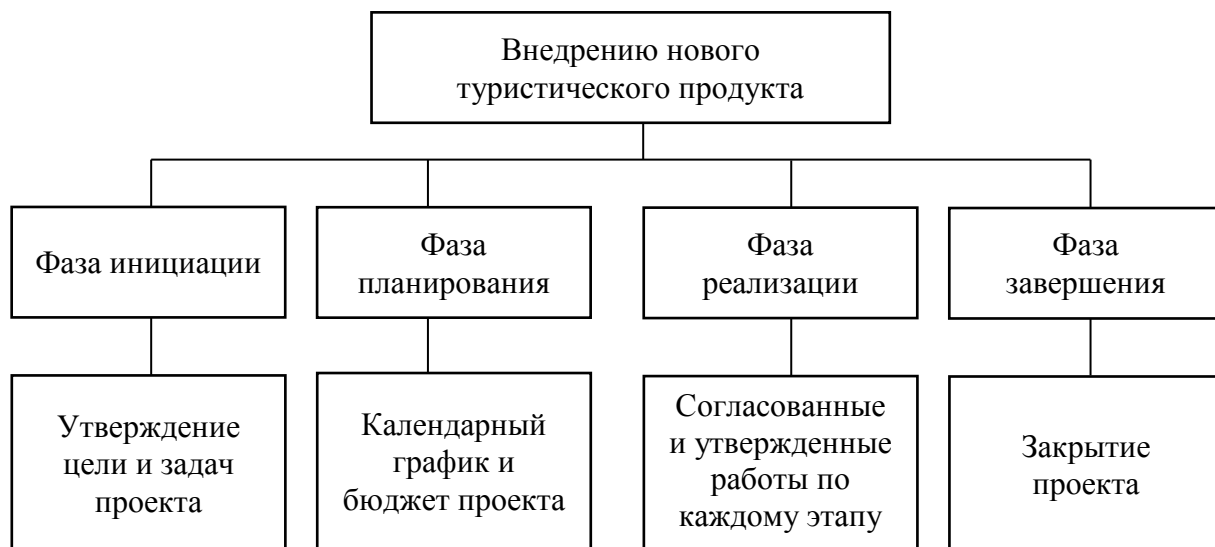 Внедрению нового
туристического продукта
Фаза инициации
Фаза
планирования
Фаза
реализации
Фаза
завершения
Утверждение
цели и задач
проекта
Календарный
график и
бюджет проекта
Согласованные
и утвержденные
работы по
каждому этапу
Закрытие
проекта